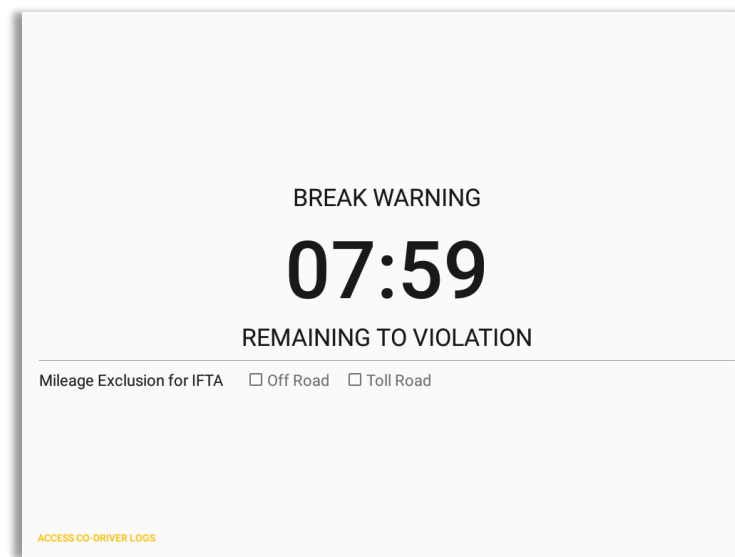 BREAK WARNING
07:59
REMAINING TO VIOLATION
Mileage Exclusion for IFTA Off Road Toll Road
ACCESS CO-DRIVER LOGS